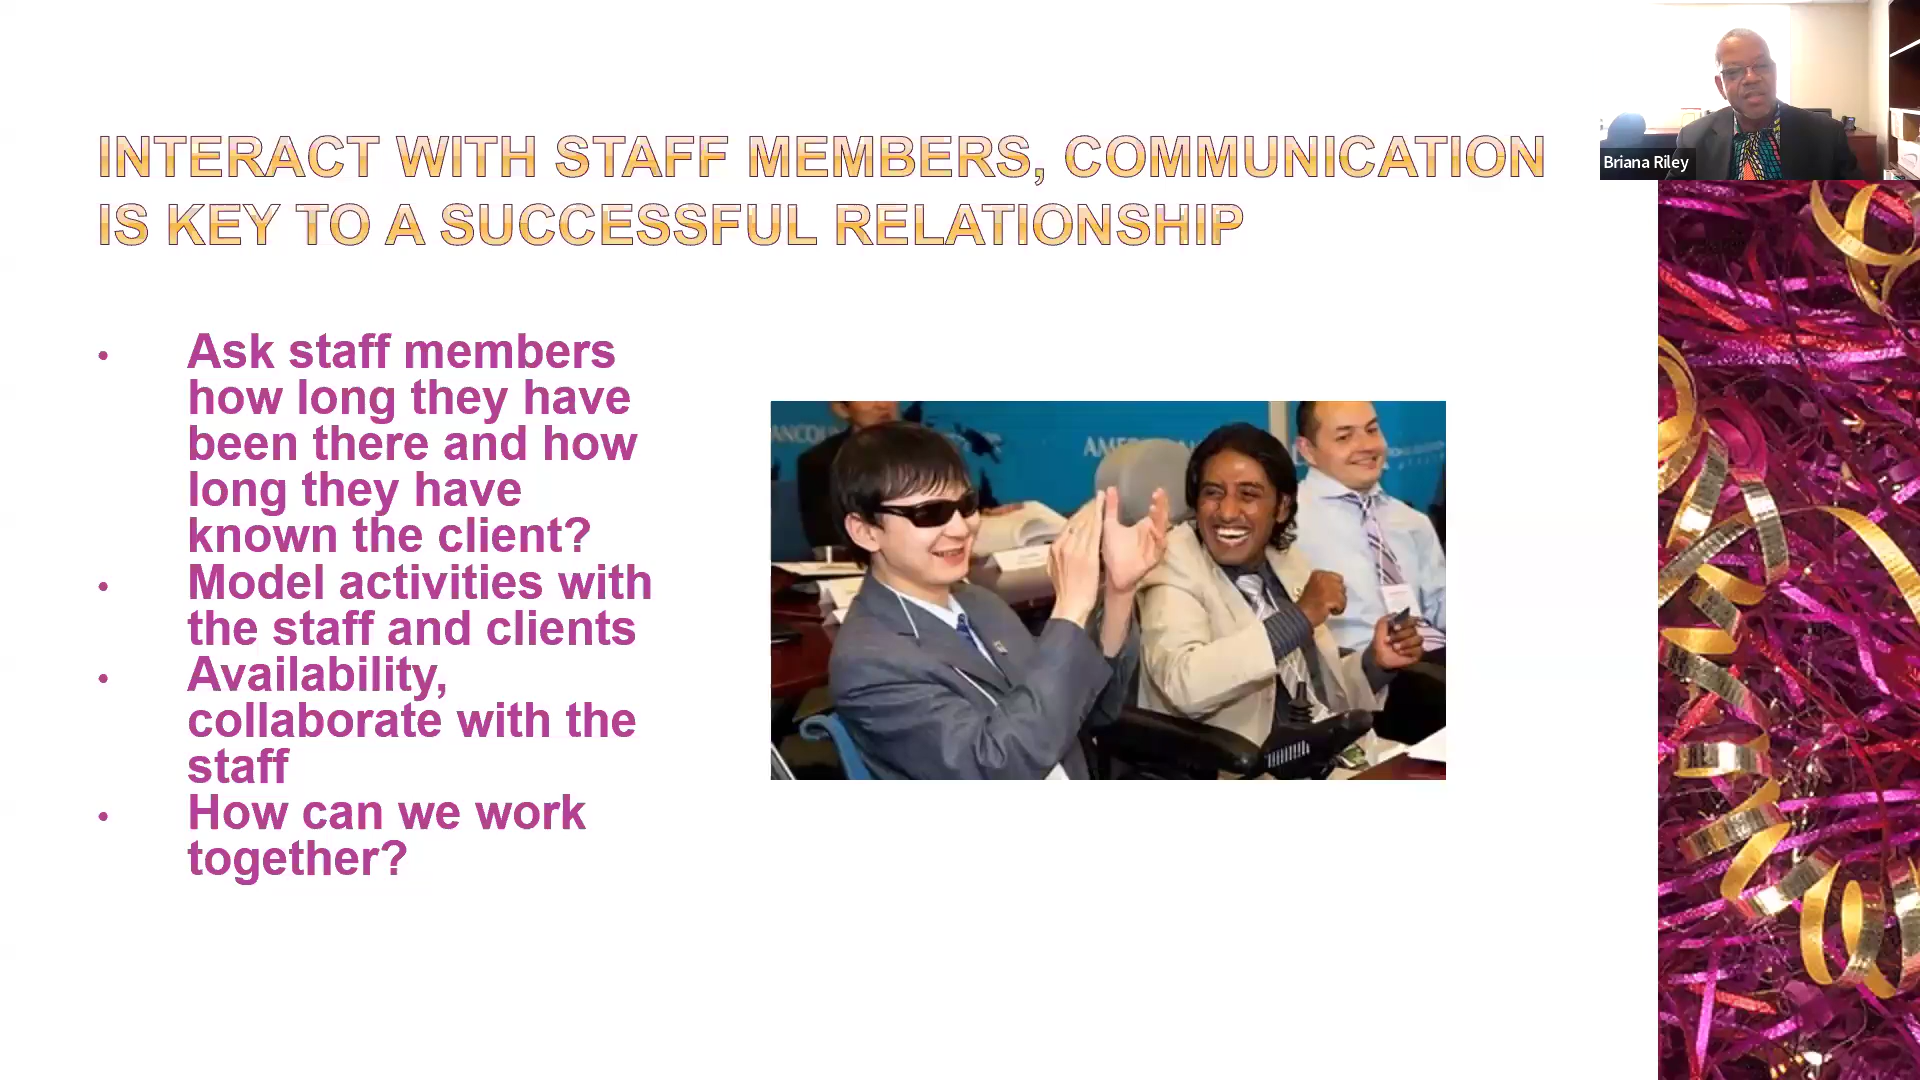 INTERACT WITH STAFF MEMBERS, COMMUNICATION
IS KEY TO A SUCCESSFUL RELATIONSHIP
Briana Riley
• Ask staff members
how long they have
been there and how
long they have
known the client?
• Model activities with
the staff and clients
• Availability,
collaborate with the
staff
• How can we work
together?